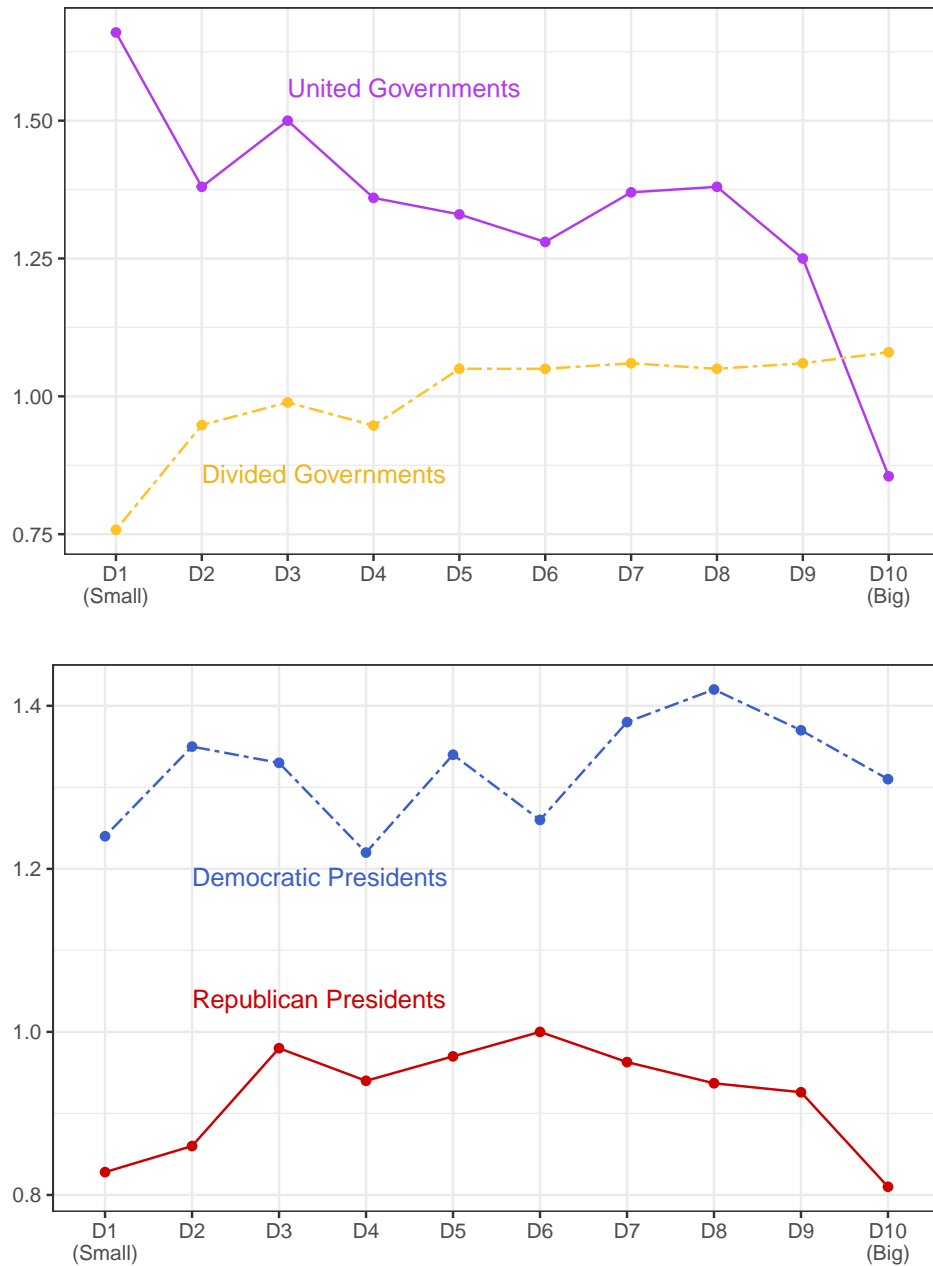 United Governments
1.50
1.25
1.00
Divided Governments
0.75
D1 D2 D3 D4 D5 D6 D7 D8 D9 D10
(Small) (Big)
1.4
1.2
Democratic Presidents
Republican Presidents
1.0
0.8
D1 D2 D3 D4 D5 D6 D7 D8 D9 D10
(Small) (Big)